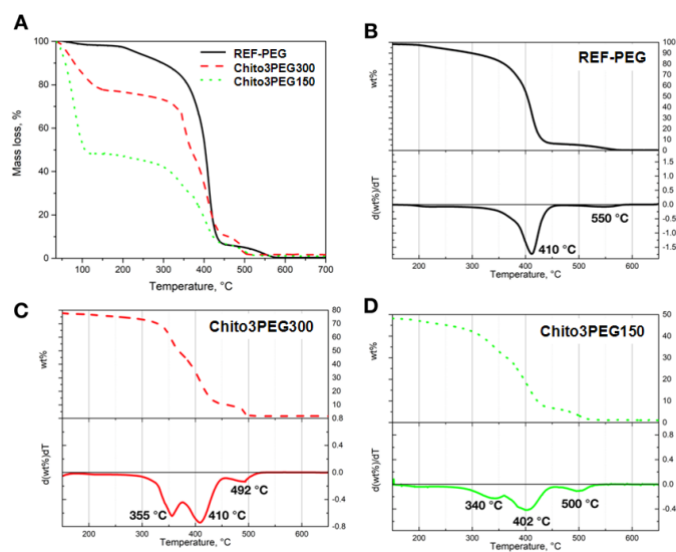 A
REF-PEG
Chito3PEG300
Chito3PEG150
100
80
60
40
20
0
Mass loss, %
100 200 300 400 500 600 700
Temperature, °C
B
REF-PEG
100
90
80
70
60
50
40
30
20
10
0
wt%
1.5
1.0
0.5
0.0
-0.5
-1.0
-1.5
d(wt%)/dT
550 °C
410 °C
200 300 400 500 600
Temperature, °C
C
Chito3PEG300
80
70
60
50
40
30
20
10
0.8
wt%
0.4
0.0
-0.4
-0.8
d(wt%)dT
492 °C
355 °C 410 °C
200 300 400 500 600
Temperature, °C
D
Chito3PEG150
50
40
30
20
10
0
wt%
0.4
0.0
-0.4
d(wt%)/dT
340 °C 500 °C
402 °C
200 300 400 500 600
Temperature, °C